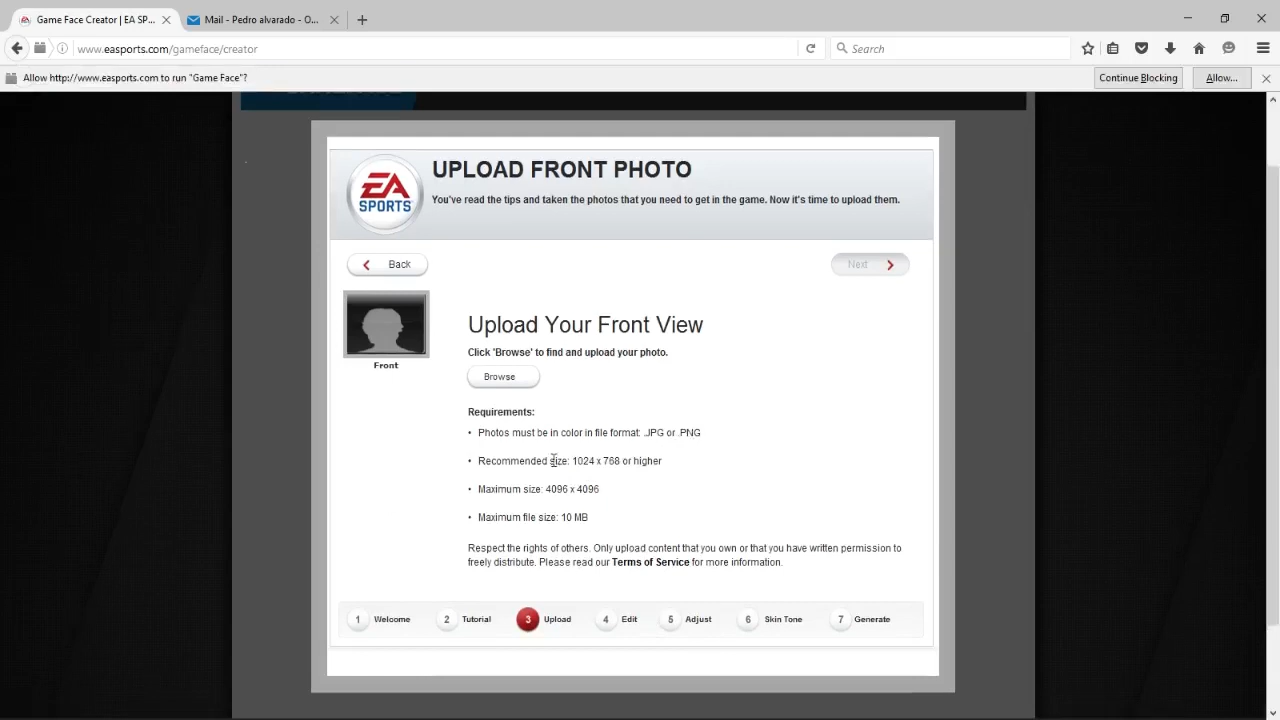 Game Face Creator | EA SP...
Mail - Pedro alvarado - O...
www.easports.com/gameface/creator
Search
Allow http://www.easports.com to run "Game Face"?
Continue Blocking
Allow...
EA
SPORTS
UPLOAD FRONT PHOTO
You've read the tips and taken the photos that you need to get in the game. Now it's time to upload them.
Back
Next
Front
Upload Your Front View
Click 'Browse' to find and upload your photo.
Browse
Requirements:
• Photos must be in color in file format: .JPG or .PNG
• Recommended size: 1024 x 768 or higher
• Maximum size: 4096 x 4096
• Maximum file size: 10 MB
Respect the rights of others. Only upload content that you own or that you have written permission to
freely distribute. Please read our Terms of Service for more information.
1 Welcome 2 Tutorial 3 Upload 4 Edit 5 Adjust 6 Skin Tone 7 Generate